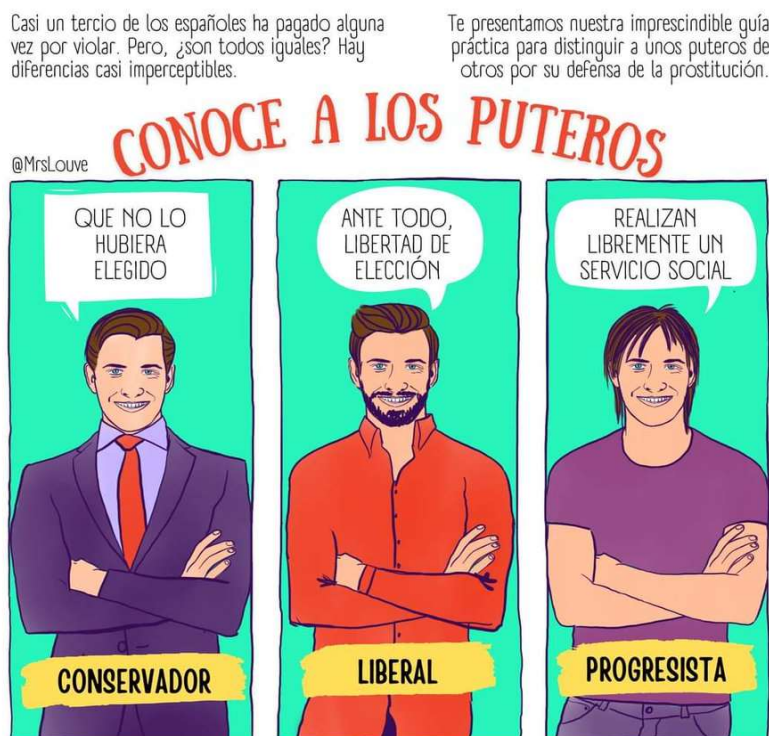 Casi un tercio de los españoles ha pagado alguna
vez por violar. Pero, ¿son todos iguales? Hay
diferencias casi imperceptibles.
Te presentamos nuestra imprescindible guía
práctica para distinguir a unos puteros de
otros por su defensa de la prostitución.
CONOCE A LOS PUTEROS
@MrsLouve
QUE NO LO
HUBIERA
ELEGIDO
ANTE TODO,
LIBERTAD DE
ELECCIÓN
REALIZAN
LIBREMENTE UN
SERVICIO SOCIAL
CONSERVADOR
LIBERAL
PROGRESISTA